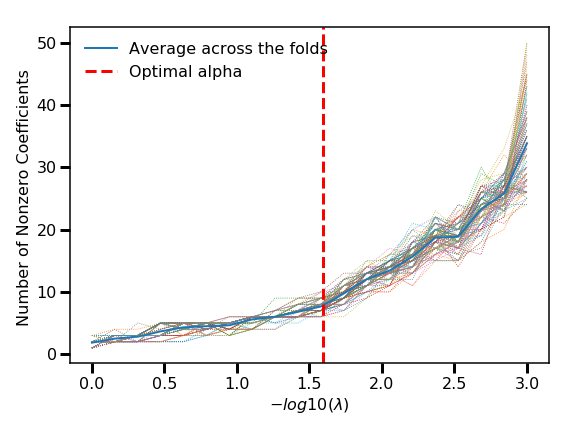 Average across the folds
Optimal alpha
Number of Nonzero Coefficients
50
40
30
20
10
0
0.0 0.5 1.0 1.5 2.0 2.5 3.0
−log10(λ)